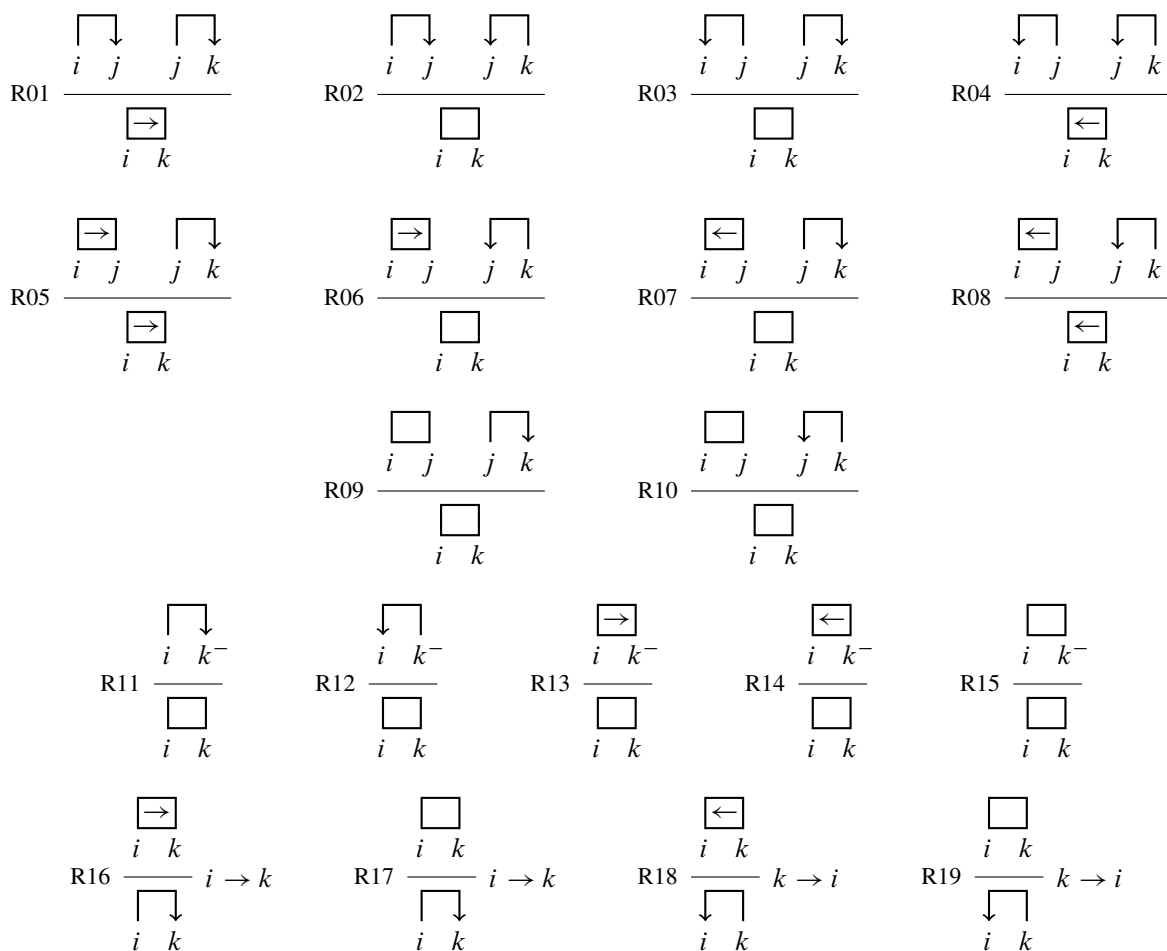 i j j k i j j k i j j k i j j k
R01 R02 R03 R04
→ ←
i k i k i k i k
→ → ← ←
i j j k i j j k i j j k i j j k
R05 R06 R07 R08
→ ←
i k i k i k i k
i j j k i j j k
R09 R10
i k i k
→ ←
i k⁻ i k⁻ i k⁻ i k⁻ i k⁻
R11 R12 R13 R14 R15
i k i k i k i k i k
→ ←
i k i k i k i k
R16 i → k R17 i → k R18 k → i R19 k → i
i k i k i k i k